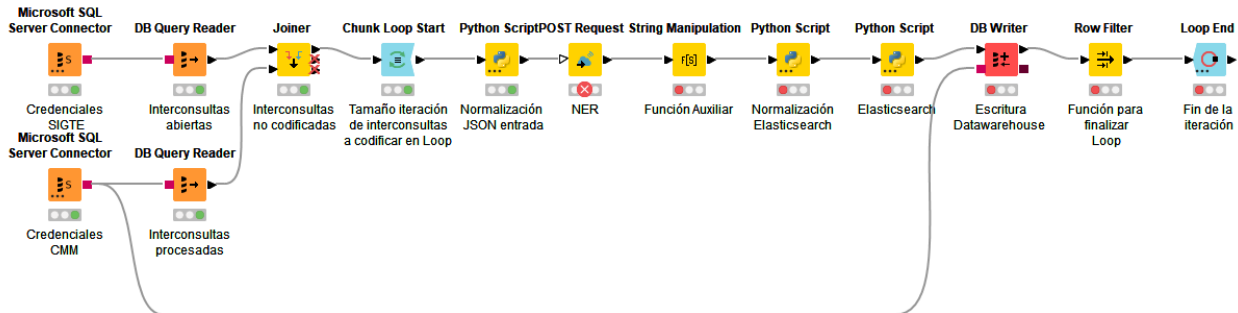 Microsoft SQL
Server Connector
DB Query Reader
Joiner
Chunk Loop Start
Python Script
POST Request
String Manipulation
Python Script
Python Script
DB Writer
Row Filter
Loop End
S
F[S]
Credenciales
SIGTE
Interconsultas
abiertas
Interconsultas
no codificadas
Tamaño iteración
de interconsultas
a codificar en Loop
Normalización
JSON entrada
NER
Función Auxiliar
Normalización
Elasticsearch
Elasticsearch
Escritura
Datawarehouse
Función para
finalizar
Loop
Fin de la
iteración
Microsoft SQL
Server Connector
DB Query Reader
S
Credenciales
CMM
Interconsultas
procesadas